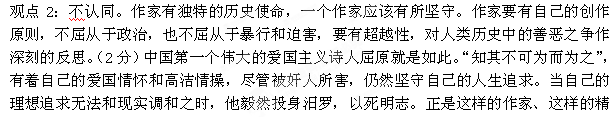 观点 2：不认同。作家有独特的历史使命，一个作家应该有所坚守。作家要有自己的创作
原则，不屈从于政治，也不屈从于暴行和迫害，要有超越性，对人类历史中的善恶之争作
深刻的反思。（2 分）中国第一个伟大的爱国主义诗人屈原就是如此。“知其不可为而为之”，
有着自己的爱国情怀和高洁情操，尽管被奸人所害，仍然坚守自己的人生追求。当自己的
理想追求无法和现实调和之时，他毅然投身汨罗，以死明志。正是这样的作家、这样的精